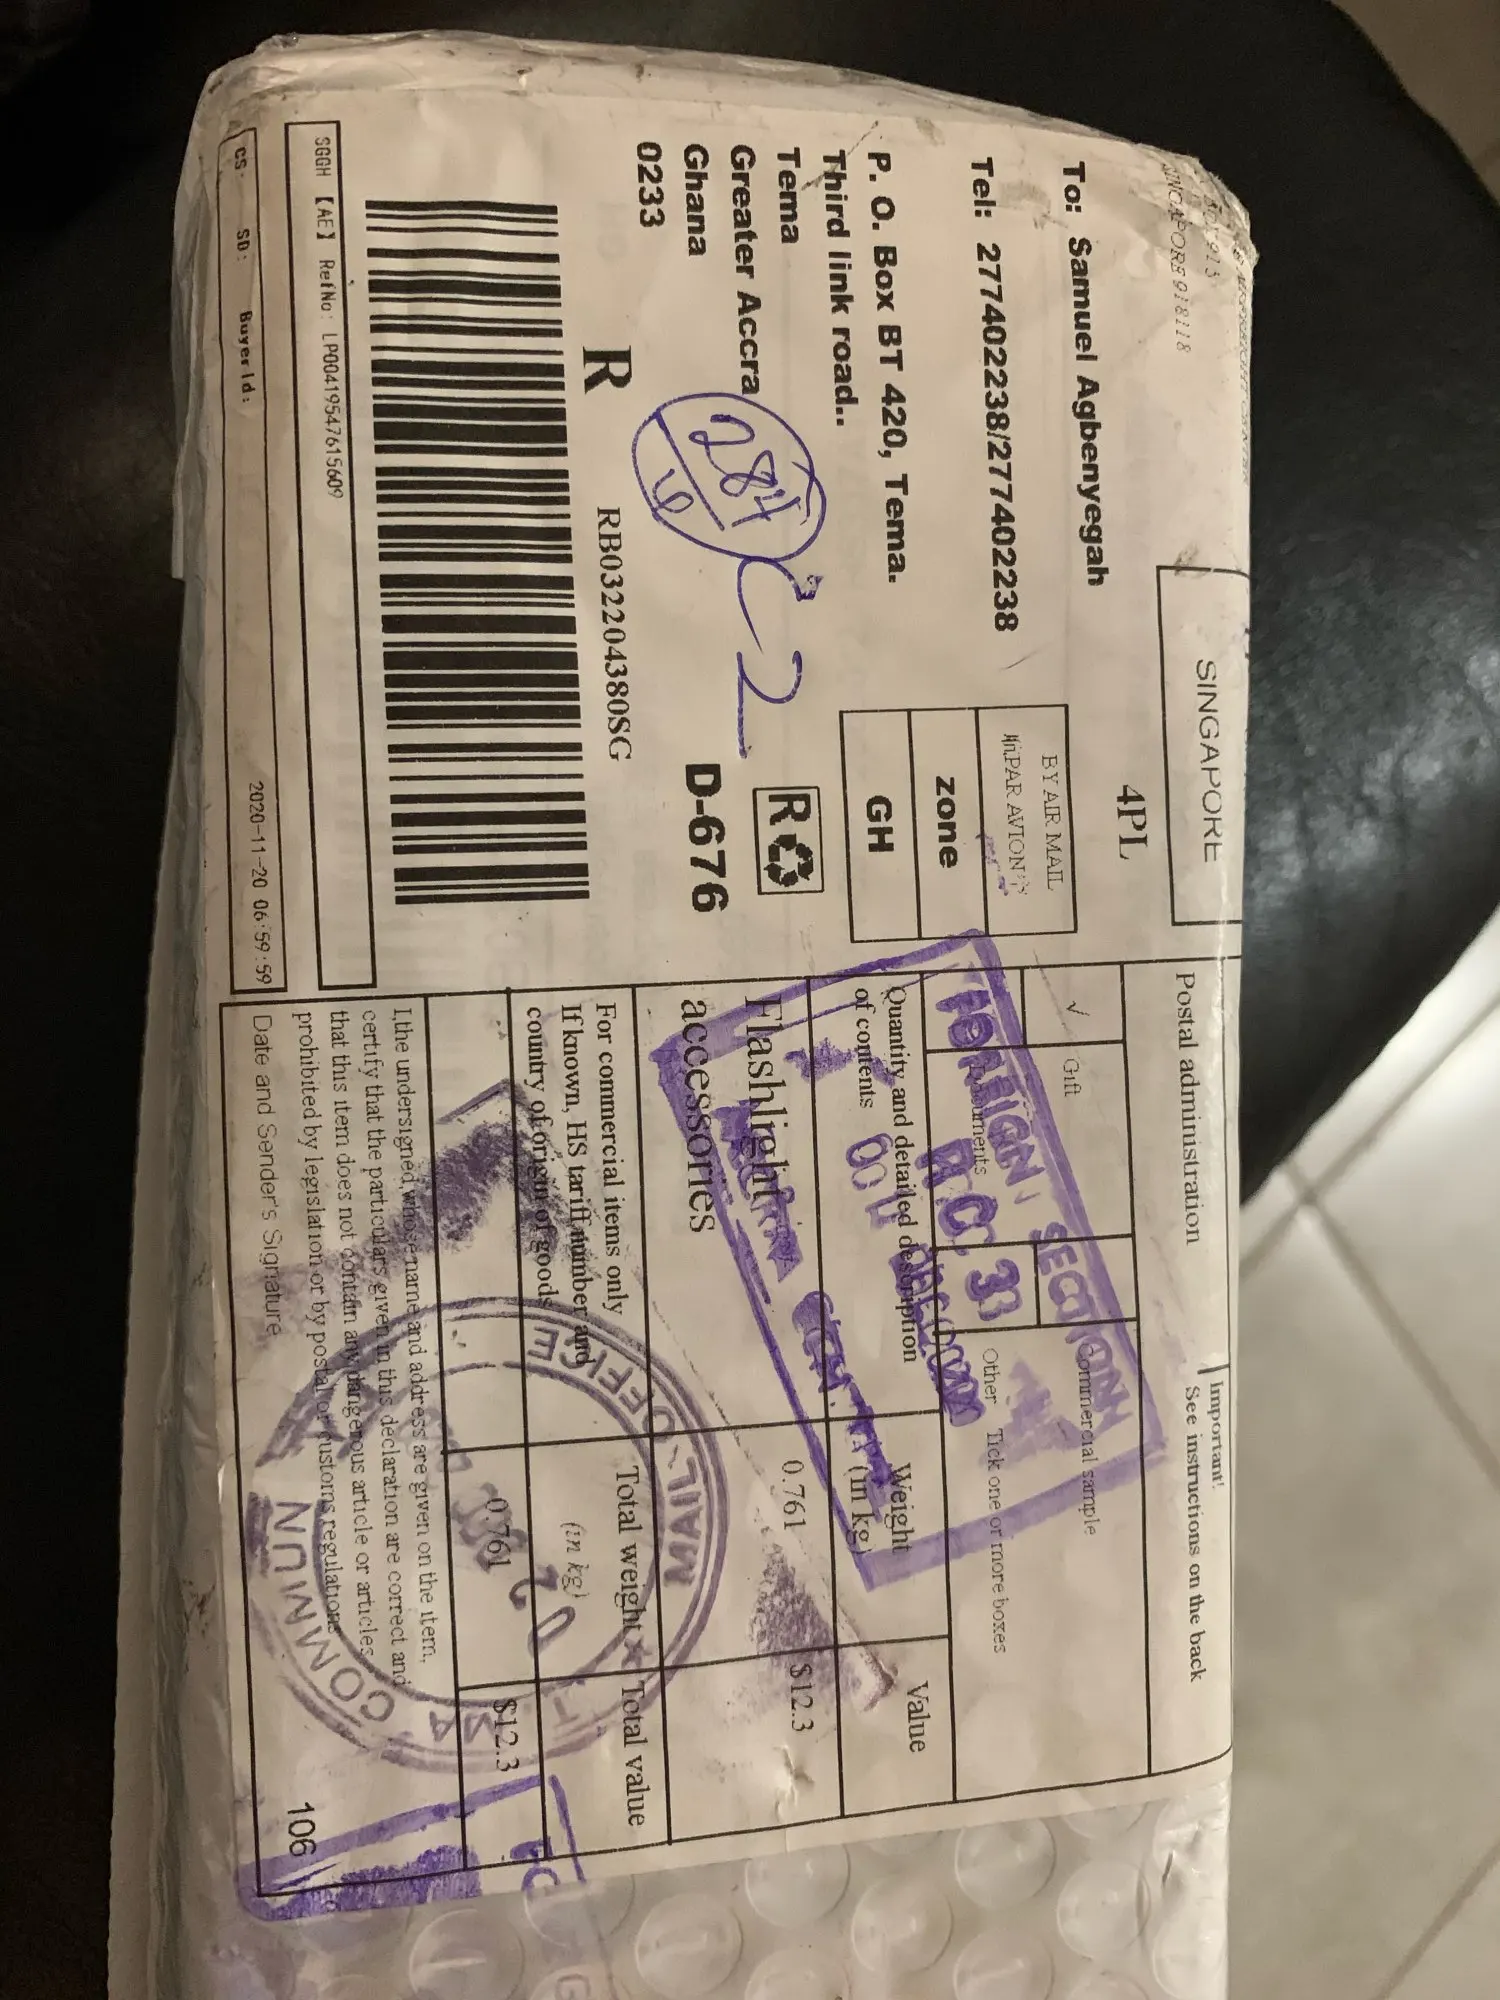 SINGAPORE 918118
SINGAPORE
4PL
To: Samuel Agbenyegah
Tel: 277402238/277402238
P. O. Box BT 420, Tema.
Third link road..
Tema
Greater Accra
Ghana
0233
BY AIR MAIL
PAR AVION
zone
GH
284
C2
R
D-676
R
RB032204380SG
SGGH 【AE】 RefNo: LP00419547615609
CS: SD: BuyerId: 2020-11-20 06:59:59
Postal administration
Important!
See instructions on the back
√ Gift
Commercial sample
Documents
Other Tick one or more boxes
Quantity and detailed description
of contents
Weight
(in kg)
Value
Flashlight
accessories
0.761
$12.3
For commercial items only
If known, HS tariff number and
country of origin of goods
Total weight
(in kg)
Total value
0.761
$12.3
I,the undersigned,whose name and address are given on the item,
certify that the particulars given in this declaration are correct and
that this item does not contain any dangerous article or articles
prohibited by legislation or by postal or customs regulations
Date and Sender's Signature
106
FOREIGN SECTION
MAIL OFFICE